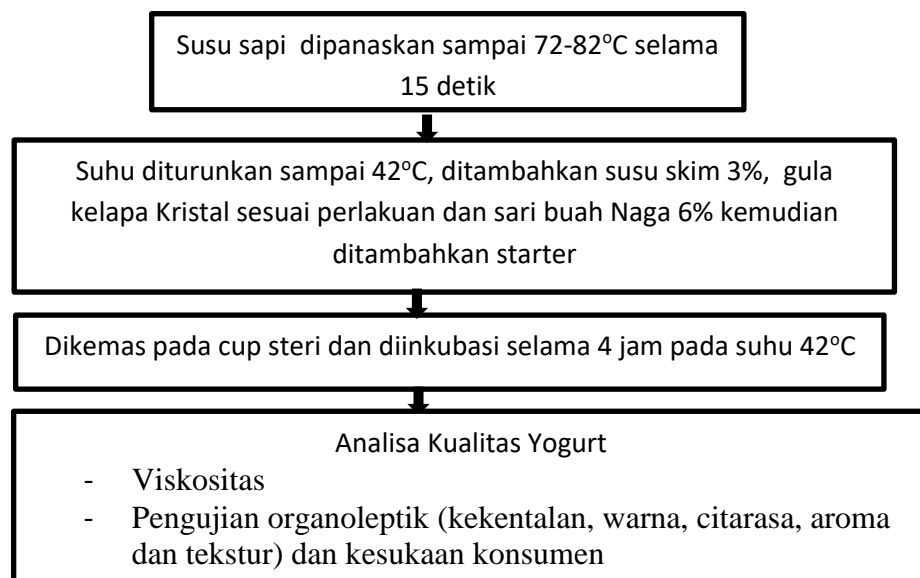 Susu sapi dipanaskan sampai 72-82°C selama
15 detik
Suhu diturunkan sampai 42°C, ditambahkan susu skim 3%, gula
kelapa Kristal sesuai perlakuan dan sari buah Naga 6% kemudian
ditambahkan starter
Dikemas pada cup steri dan diinkubasi selama 4 jam pada suhu 42°C
Analisa Kualitas Yogurt
- Viskositas
- Pengujian organoleptik (kekentalan, warna, citarasa, aroma
dan tekstur) dan kesukaan konsumen